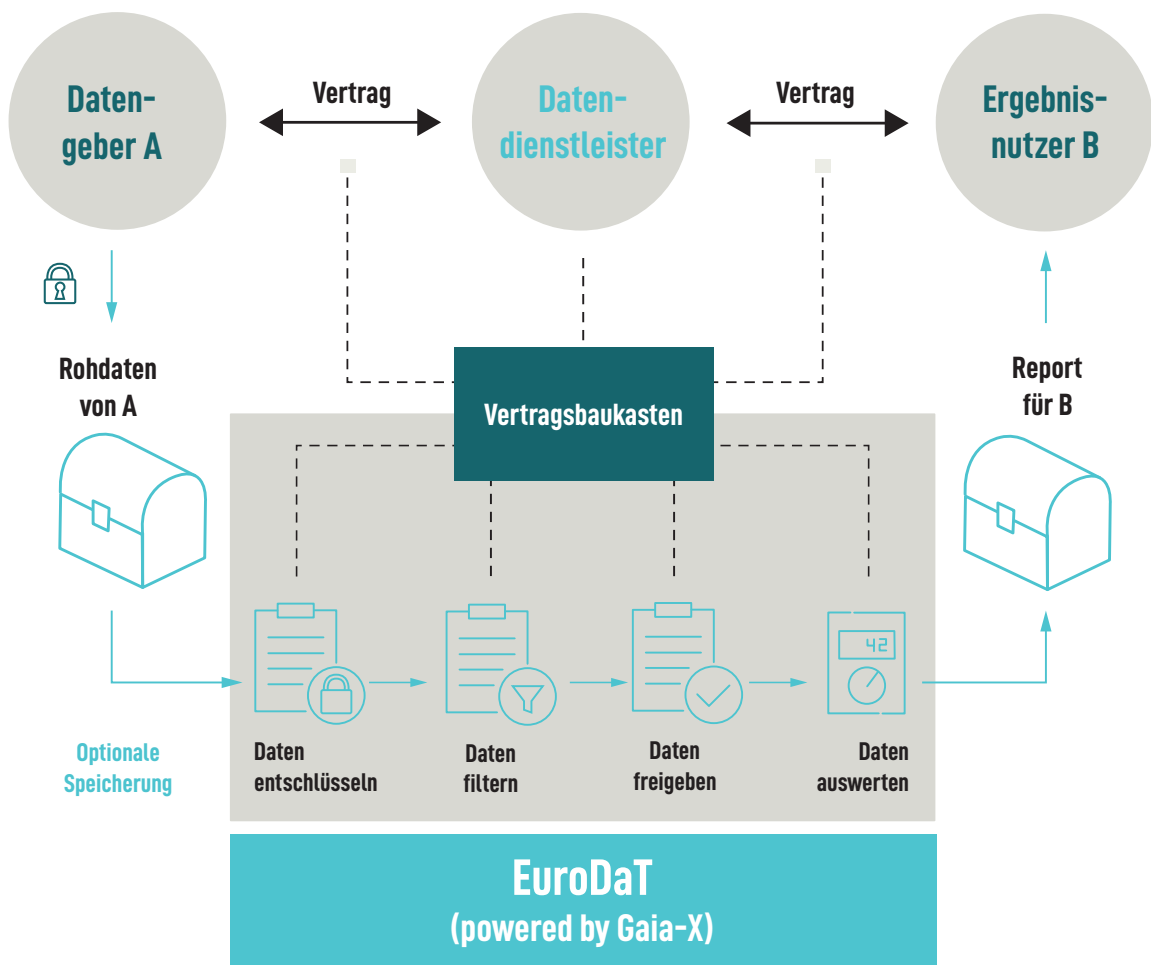 Daten-
geber A
Vertrag
Daten-
dienstleister
Vertrag
Ergebnis-
nutzer B
Rohdaten
von A
Vertragsbaukasten
Report
für B
42
Optionale
Speicherung
Daten
entschlüsseln
Daten
filtern
Daten
freigeben
Daten
auswerten
EuroDaT
(powered by Gaia-X)